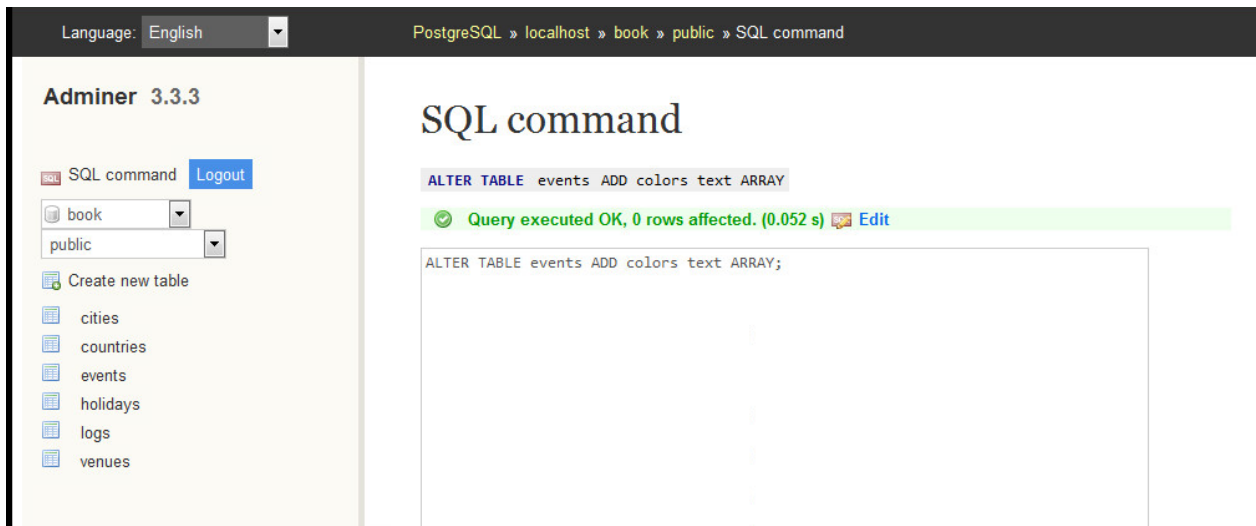 Language: English
PostgreSQL » localhost » book » public » SQL command
Adminer 3.3.3
SQL command Logout
book
public
Create new table
cities
countries
events
holidays
logs
venues
SQL command
ALTER TABLE events ADD colors text ARRAY
Query executed OK, 0 rows affected. (0.052 s) Edit
ALTER TABLE events ADD colors text ARRAY;